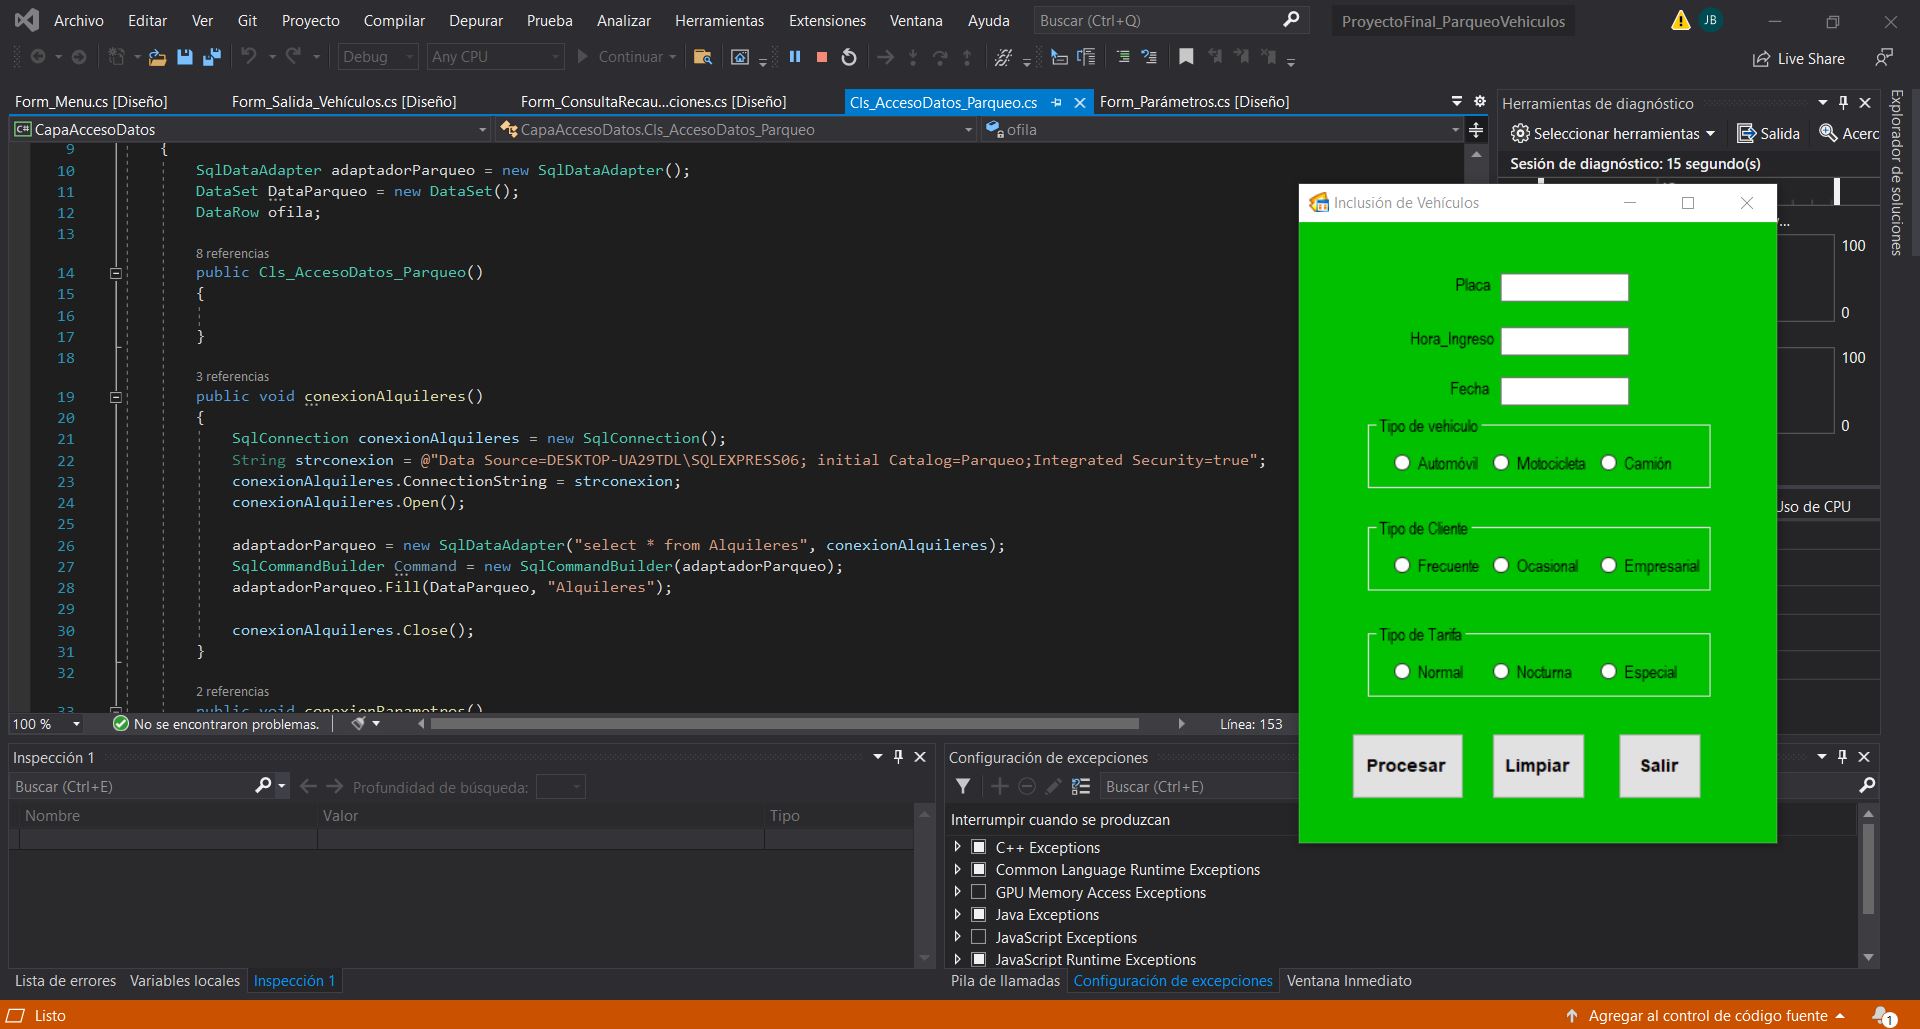 Archivo Editar Ver Git Proyecto Compilar Depurar Prueba Analizar Herramientas Extensiones Ventana Ayuda Buscar (Ctrl+Q) ProyectoFinal_ParqueoVehiculos JB
Debug Any CPU Continuar Live Share
Form_Menu.cs [Diseño] Form_Salida_Vehículos.cs [Diseño] Form_ConsultaRecau...ciones.cs [Diseño] Cls_AccesoDatos_Parqueo.cs Form_Parámetros.cs [Diseño]
C# CapaAccesoDatos CapaAccesoDatos.Cls_AccesoDatos_Parqueo ofila
9 {
10 SqlDataAdapter adaptadorParqueo = new SqlDataAdapter();
11 DataSet DataParqueo = new DataSet();
12 DataRow ofila;
13
8 referencias
14 public Cls_AccesoDatos_Parqueo()
15 {
16
17 }
18
3 referencias
19 public void conexionAlquileres()
20 {
21 SqlConnection conexionAlquileres = new SqlConnection();
22 String strconexion = @"Data Source=DESKTOP-UA29TDL\SQLEXPRESS06; initial Catalog=Parqueo;Integrated Security=true";
23 conexionAlquileres.ConnectionString = strconexion;
24 conexionAlquileres.Open();
25
26 adaptadorParqueo = new SqlDataAdapter("select * from Alquileres", conexionAlquileres);
27 SqlCommandBuilder Command = new SqlCommandBuilder(adaptadorParqueo);
28 adaptadorParqueo.Fill(DataParqueo, "Alquileres");
29
30 conexionAlquileres.Close();
31 }
32
2 referencias
33 public void conexionParametros()
100 % No se encontraron problemas. Línea: 153
Herramientas de diagnóstico
Seleccionar herramientas Salida Acerc
Sesión de diagnóstico: 15 segundo(s)
...
100
0
100
0
Uso de CPU
Explorador de soluciones
Inclusión de Vehículos
Placa
Hora_Ingreso
Fecha
Tipo de vehiculo
Automóvil Motocicleta Camión
Tipo de Cliente
Frecuente Ocasional Empresarial
Tipo de Tarifa
Normal Nocturna Especial
Procesar Limpiar Salir
Inspección 1
Buscar (Ctrl+E) Profundidad de búsqueda:
Nombre Valor Tipo
Lista de errores Variables locales Inspección 1
Configuración de excepciones
Buscar (Ctrl+E)
Interrumpir cuando se produzcan
C++ Exceptions
Common Language Runtime Exceptions
GPU Memory Access Exceptions
Java Exceptions
JavaScript Exceptions
JavaScript Runtime Exceptions
Pila de llamadas Configuración de excepciones Ventana Inmediato
Listo Agregar al control de código fuente 1